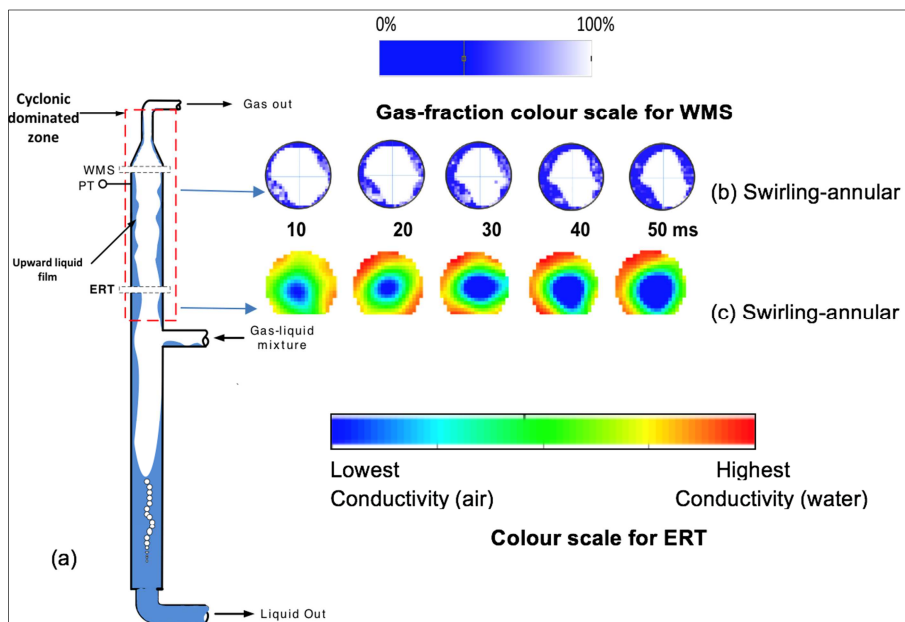 0%
100%
Gas out
Cyclonic
dominated
zone
Gas-fraction colour scale for WMS
WMS
PT
(b) Swirling-annular
10
20
30
40
50 ms
Upward liquid
film
ERT
(c) Swirling-annular
Gas-liquid
mixture
Lowest
Conductivity (air)
Highest
Conductivity (water)
Colour scale for ERT
(a)
Liquid Out